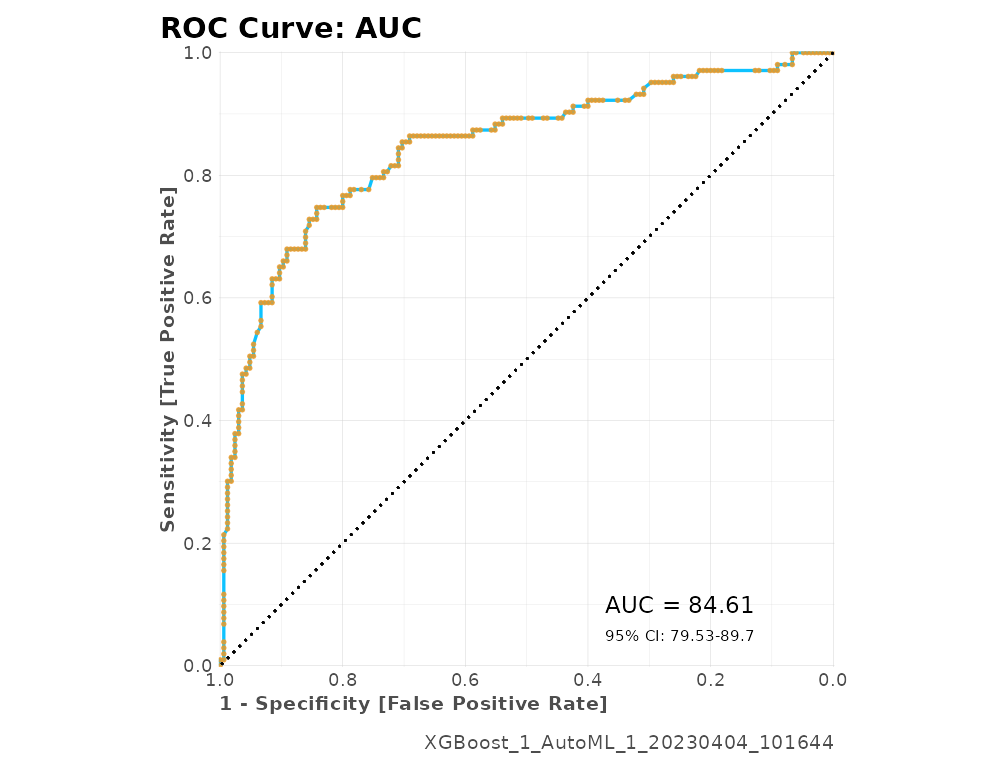 ROC Curve: AUC
Sensitivity [True Positive Rate]
1.0
0.8
0.6
0.4
0.2
0.0
AUC = 84.61
95% CI: 79.53-89.7
1.0 0.8 0.6 0.4 0.2 0.0
1 - Specificity [False Positive Rate]
XGBoost_1_AutoML_1_20230404_101644